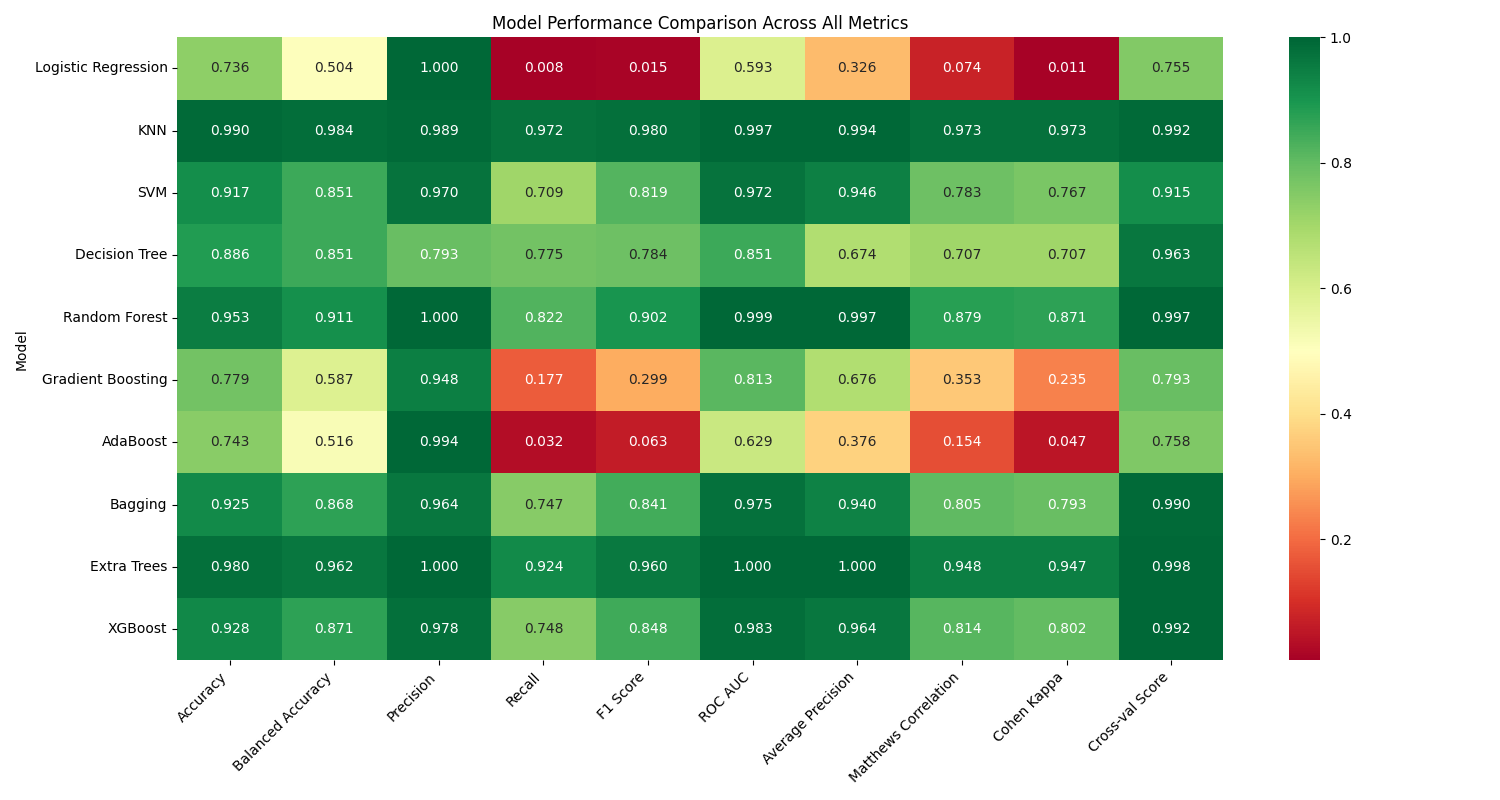 Model Performance Comparison Across All Metrics
Logistic Regression 0.736 0.504 1.000 0.008 0.015 0.593 0.326 0.074 0.011 0.755
KNN 0.990 0.984 0.989 0.972 0.980 0.997 0.994 0.973 0.973 0.992
SVM 0.917 0.851 0.970 0.709 0.819 0.972 0.946 0.783 0.767 0.915
Decision Tree 0.886 0.851 0.793 0.775 0.784 0.851 0.674 0.707 0.707 0.963
Random Forest 0.953 0.911 1.000 0.822 0.902 0.999 0.997 0.879 0.871 0.997
Gradient Boosting 0.779 0.587 0.948 0.177 0.299 0.813 0.676 0.353 0.235 0.793
AdaBoost 0.743 0.516 0.994 0.032 0.063 0.629 0.376 0.154 0.047 0.758
Bagging 0.925 0.868 0.964 0.747 0.841 0.975 0.940 0.805 0.793 0.990
Extra Trees 0.980 0.962 1.000 0.924 0.960 1.000 1.000 0.948 0.947 0.998
XGBoost 0.928 0.871 0.978 0.748 0.848 0.983 0.964 0.814 0.802 0.992
Model
Accuracy
Balanced Accuracy
Precision
Recall
F1 Score
ROC AUC
Average Precision
Matthews Correlation
Cohen Kappa
Cross-val Score
1.0
0.8
0.6
0.4
0.2